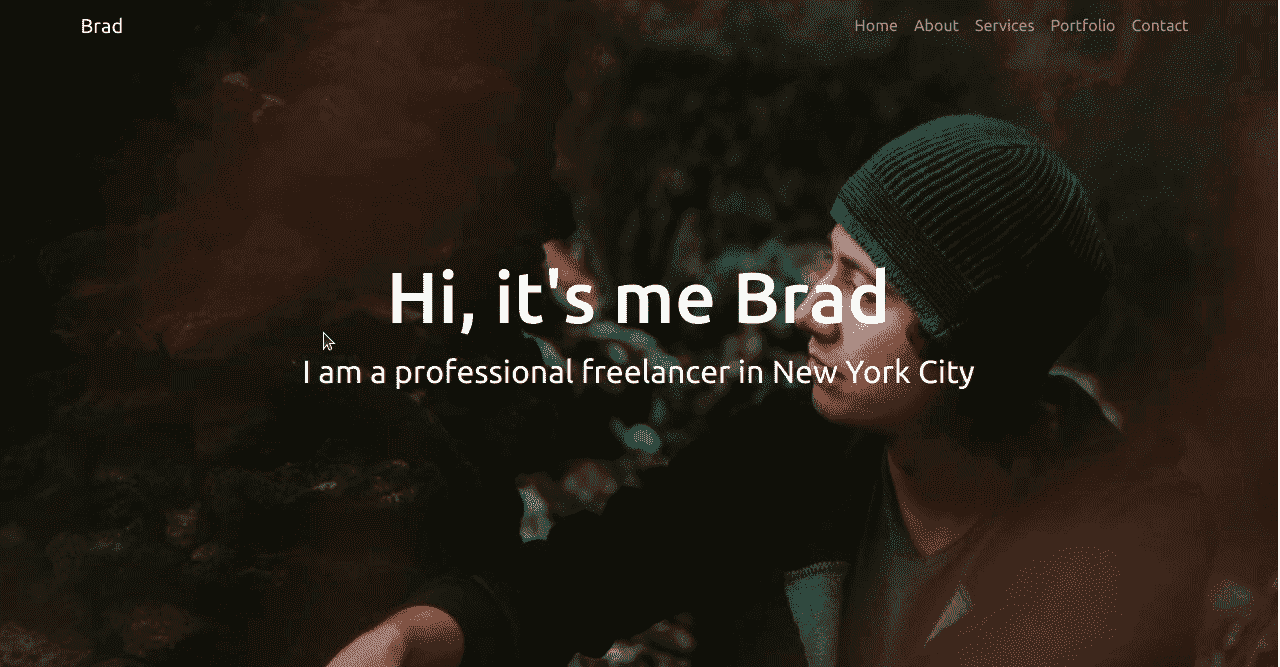 Brad
Home About Services Portfolio Contact
Hi, it's me Brad
I am a professional freelancer in New York City